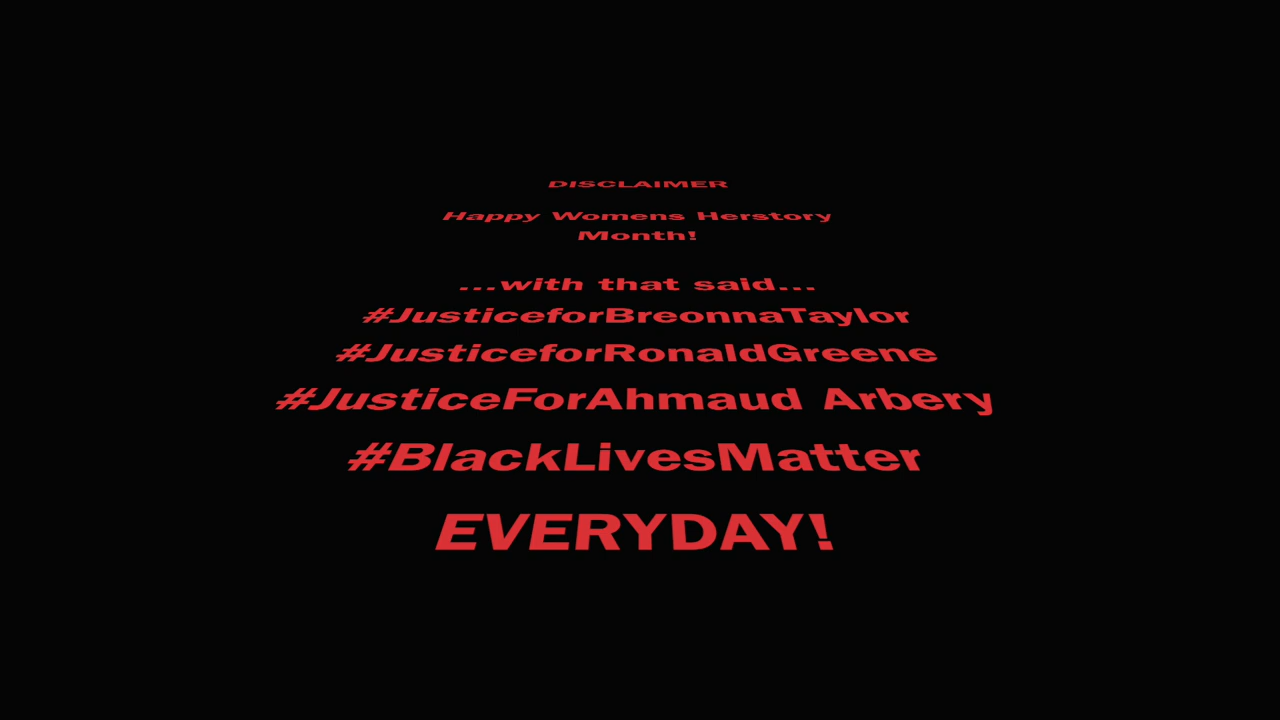 DISCLAIMER
Happy Womens Herstory
Month!
...with that said...
#JusticeforBreonnaTaylor
#JusticeforRonaldGreene
#JusticeForAhmaud Arbery
#BlackLivesMatter
EVERYDAY!